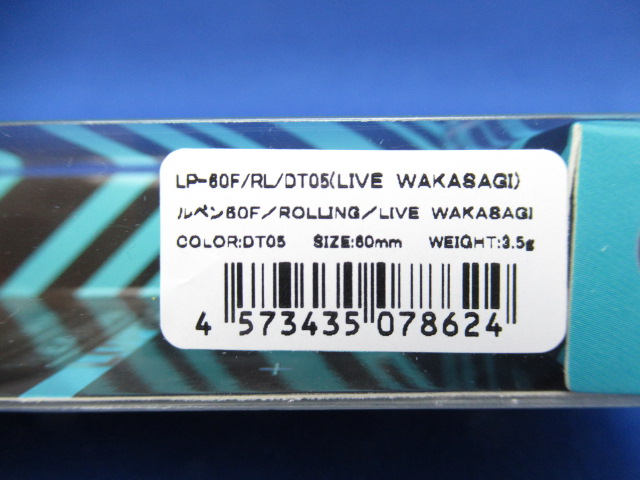 LP-60F/RL/DT05(LIVE WAKASAGI)
ルペン60F/ROLLING/LIVE WAKASAGI
COLOR:DT05 SIZE:60mm WEIGHT:3.5g
4 573435 078624